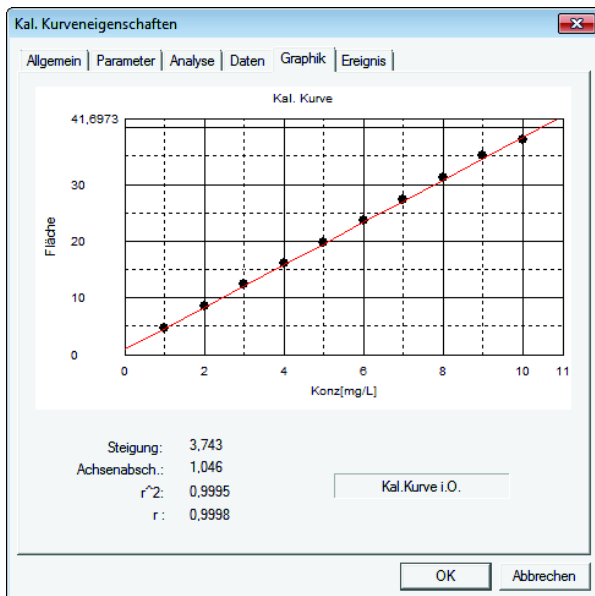 Kal. Kurveneigenschaften
Allgemein Parameter Analyse Daten Graphik Ereignis
Kal. Kurve
41,6973
30
20
10
0
Fläche
0 2 4 6 8 10 11
Konz[mg/L]
Steigung: 3,743
Achsenabsch.: 1,046
r^2: 0,9995
r : 0,9998
Kal.Kurve i.O.
OK Abbrechen